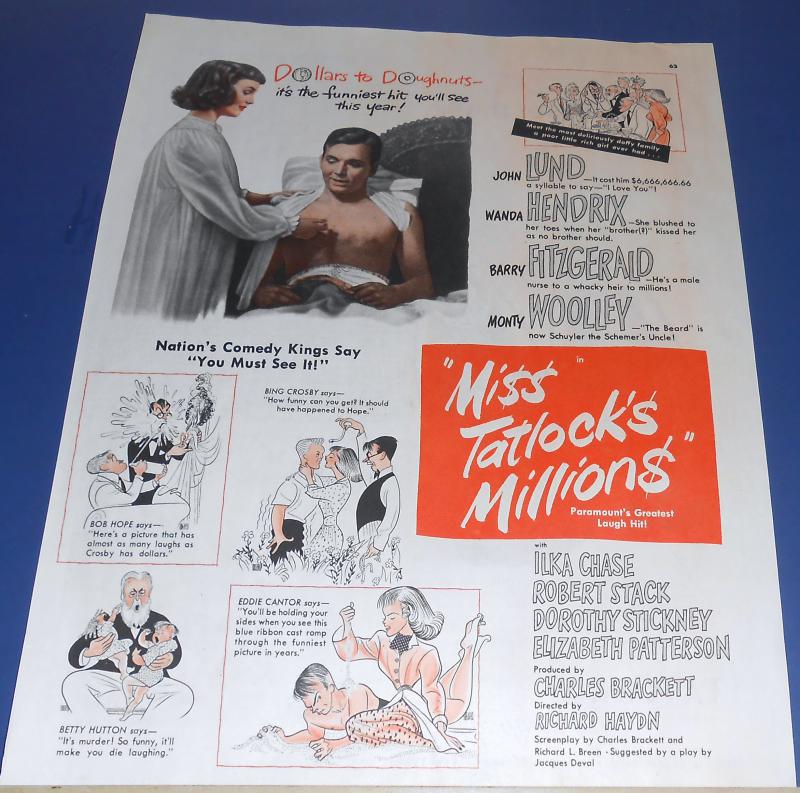 63
Dollars to Doughnuts—
it's the funniest hit you'll see
this year!
Meet the most deliriously daffy family
a poor little rich girl ever had . . .
JOHN LUND —It cost him $6,666,666.66
a syllable to say—"I Love You"!
WANDA HENDRIX —She blushed to
her toes when her "brother(?)" kissed her
as no brother should.
BARRY FITZGERALD —He's a male
nurse to a whacky heir to millions!
MONTY WOOLLEY —"The Beard" is
now Schuyler the Schemer's Uncle!
in
"Mi$$
Tatlock's
Million$"
Paramount's Greatest
Laugh Hit!
Nation's Comedy Kings Say
"You Must See It!"
BOB HOPE says—
"Here's a picture that has
almost as many laughs as
Crosby has dollars."
BING CROSBY says—
"How funny can you get? It should
have happened to Hope."
BETTY HUTTON says—
"It's murder! So funny, it'll
make you die laughing."
EDDIE CANTOR says—
"You'll be holding your
sides when you see this
blue ribbon cast romp
through the funniest
picture in years."
with
ILKA CHASE
ROBERT STACK
DOROTHY STICKNEY
ELIZABETH PATTERSON
Produced by
CHARLES BRACKETT
Directed by
RICHARD HAYDN
Screenplay by Charles Brackett and
Richard L. Breen · Suggested by a play by
Jacques Deval